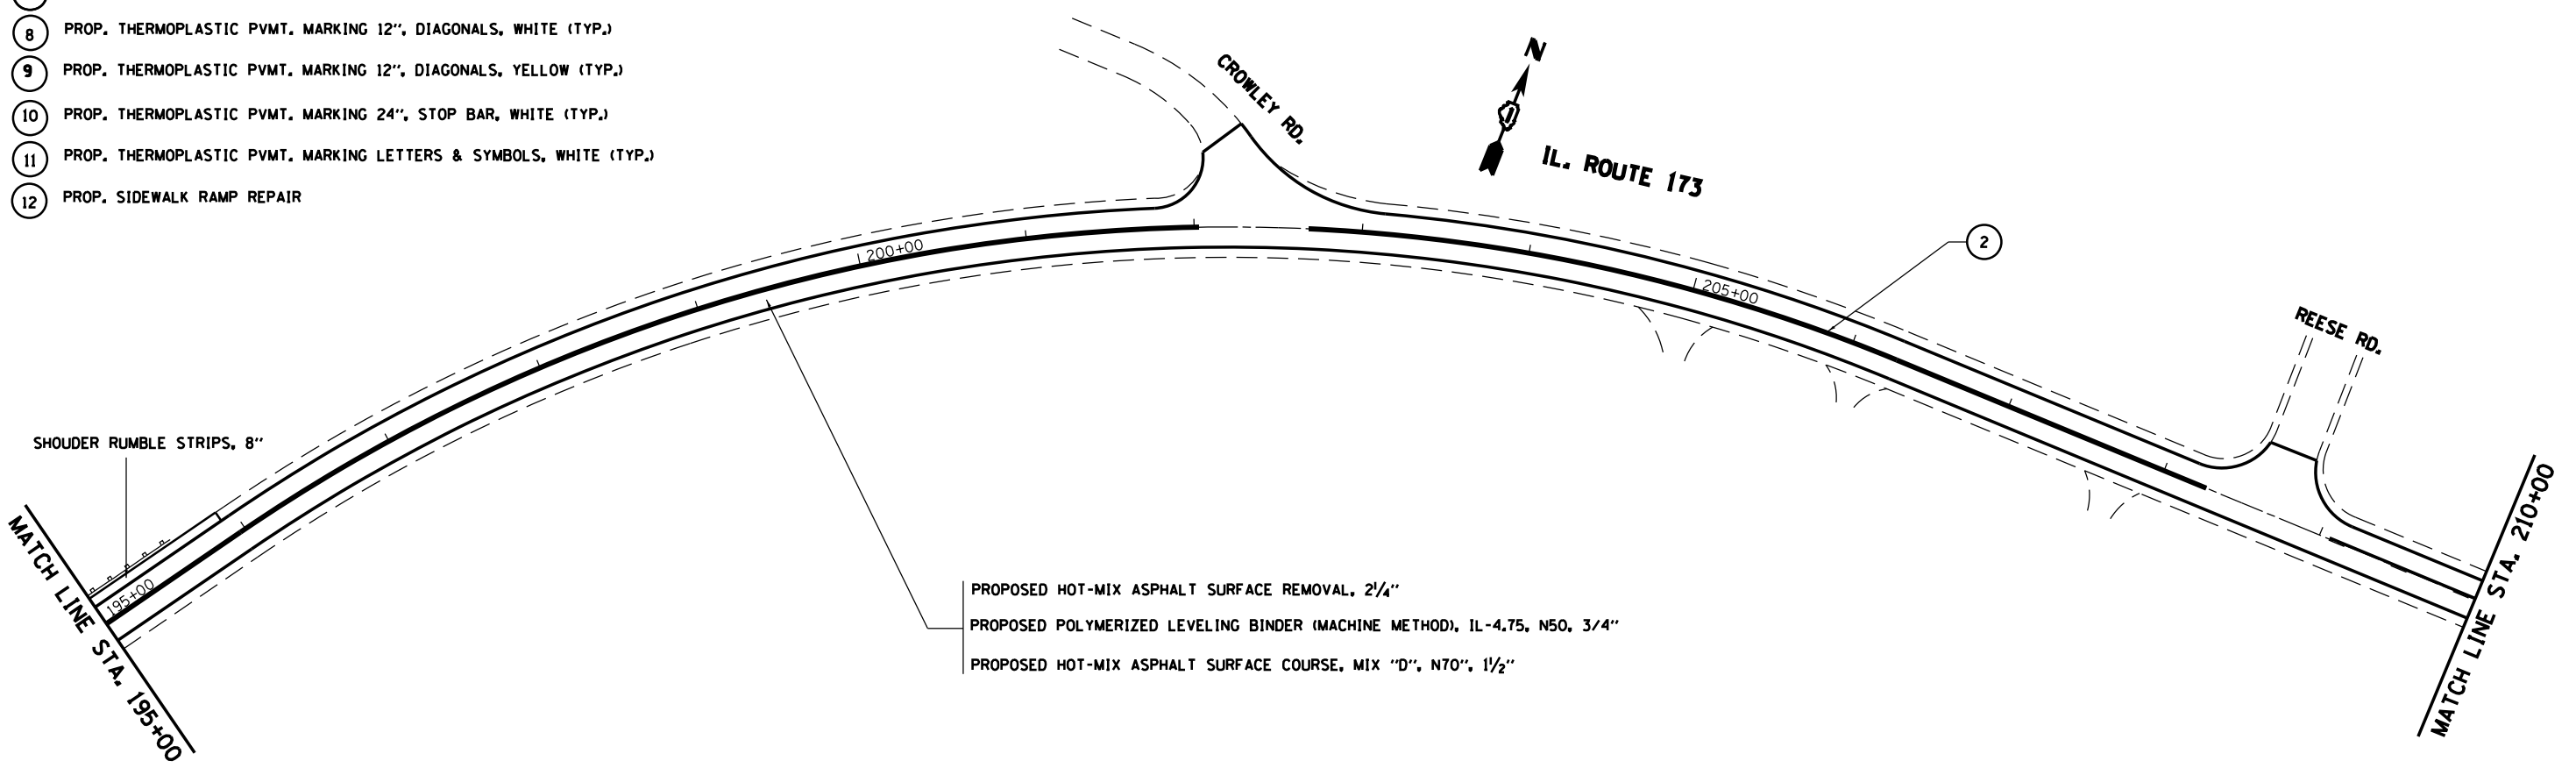 8 PROP. THERMOPLASTIC PVMT. MARKING 12", DIAGONALS, WHITE (TYP.)
9 PROP. THERMOPLASTIC PVMT. MARKING 12", DIAGONALS, YELLOW (TYP.)
10 PROP. THERMOPLASTIC PVMT. MARKING 24", STOP BAR, WHITE (TYP.)
11 PROP. THERMOPLASTIC PVMT. MARKING LETTERS & SYMBOLS, WHITE (TYP.)
12 PROP. SIDEWALK RAMP REPAIR
CROWLEY RD.
N
IL. ROUTE 173
2
200+00
205+00
REESE RD.
SHOUDER RUMBLE STRIPS, 8"
195+00
MATCH LINE STA. 195+00
MATCH LINE STA. 210+00
PROPOSED HOT-MIX ASPHALT SURFACE REMOVAL, 2¼"
PROPOSED POLYMERIZED LEVELING BINDER (MACHINE METHOD), IL-4.75, N50, 3/4"
PROPOSED HOT-MIX ASPHALT SURFACE COURSE, MIX "D", N70", 1½"